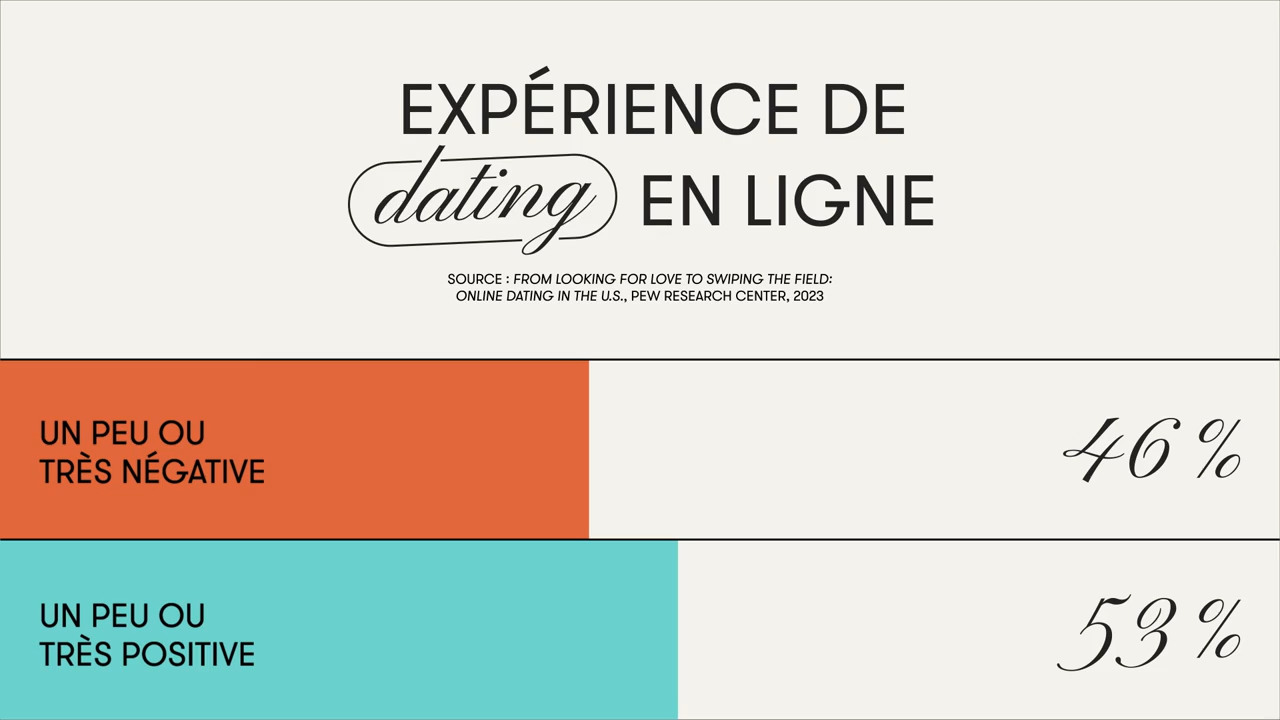 EXPÉRIENCE DE
dating EN LIGNE
SOURCE : FROM LOOKING FOR LOVE TO SWIPING THE FIELD:
ONLINE DATING IN THE U.S., PEW RESEARCH CENTER, 2023
UN PEU OU
TRÈS NÉGATIVE
46 %
UN PEU OU
TRÈS POSITIVE
53 %